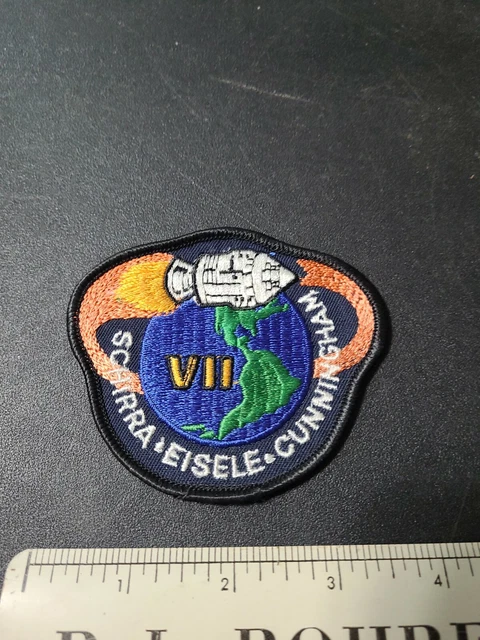 VII
SCHIRRA • EISELE • CUNNINGHAM
1 2 3 4